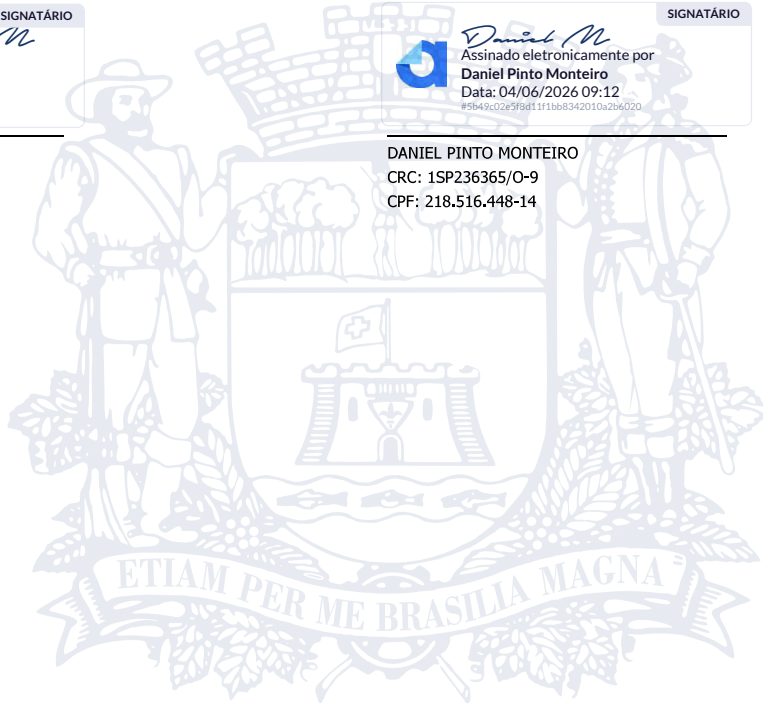 SIGNATÁRIO
SIGNATÁRIO
Daniel M
Assinado eletronicamente por
Daniel Pinto Monteiro
Data: 04/06/2026 09:12
#5b49c02e5f8d11f1bb8342010a2b6020
DANIEL PINTO MONTEIRO
CRC: 1SP236365/O-9
CPF: 218.516.448-14
ETIAM PER ME BRASILIA MAGNA